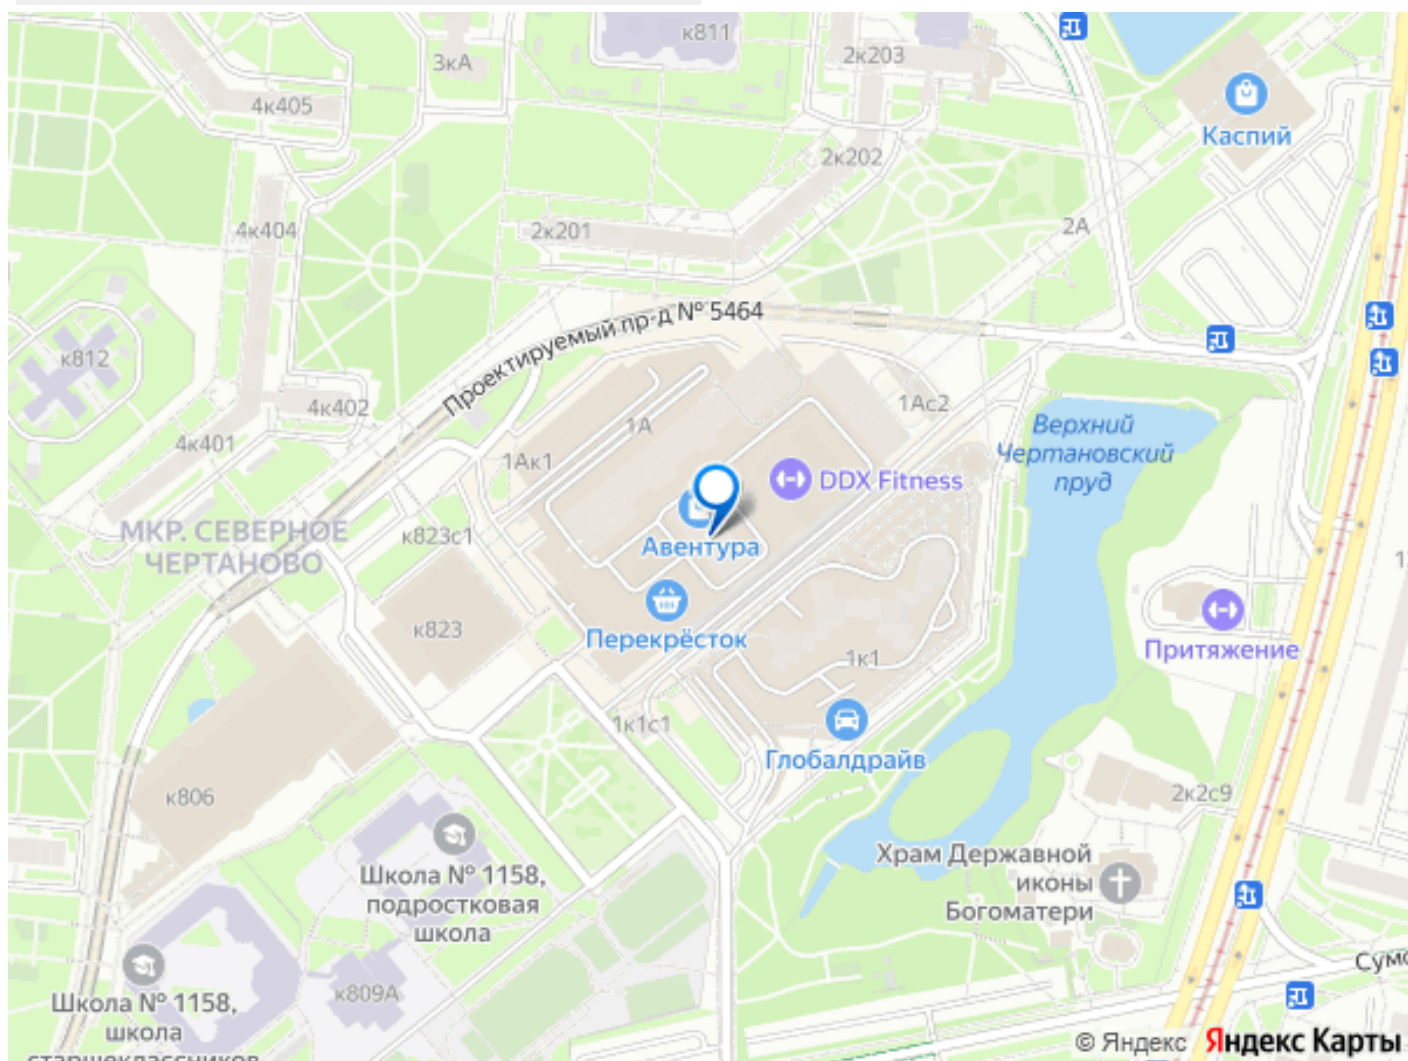 к811
2к203
3кА
4к405
Каспий
2к202
4к404
2к201
2А
Проектируемый пр-д № 5464
к812
4к402
1Ас2
4к401
1А
Верхний
Чертановский
пруд
1Ак1
DDX Fitness
МКР. СЕВЕРНОЕ
ЧЕРТАНОВО
к823с1
Авентура
к823
Перекрёсток
1к1
Притяжение
1к1с1
Глобалдрайв
к806
2к2с9
Школа № 1158,
подростковая
школа
Храм Державной
иконы
Богоматери
к809А
Школа № 1158,
школа
старшеклассников
© Яндекс Яндекс Карты